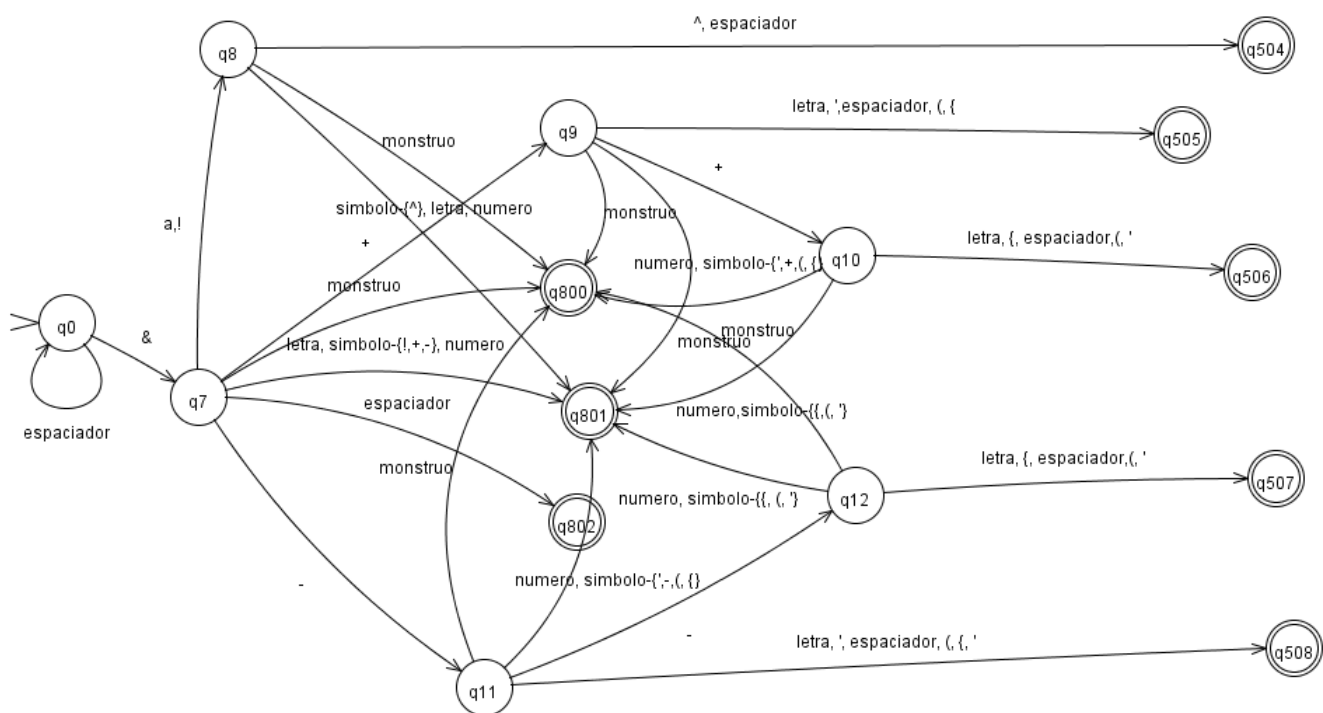 ^, espaciador
q8
q504
letra, ',espaciador, (, {
monstruo
q9
q505
+
simbolo-{^}, letra, numero
monstruo
a,!
letra, {, espaciador,(, '
+
q10
numero, simbolo-{',+,(, {}
q506
monstruo
q800
q0
&
monstruo
monstruo
letra, simbolo-{!,+,-}, numero
q7
espaciador
q801
numero,simbolo-{{,(, '}
espaciador
letra, {, espaciador,(, '
monstruo
q507
numero, simbolo-{{, (, '}
q12
q802
numero, simbolo-{',-,(, {}
-
-
letra, ', espaciador, (, {, '
q508
q11